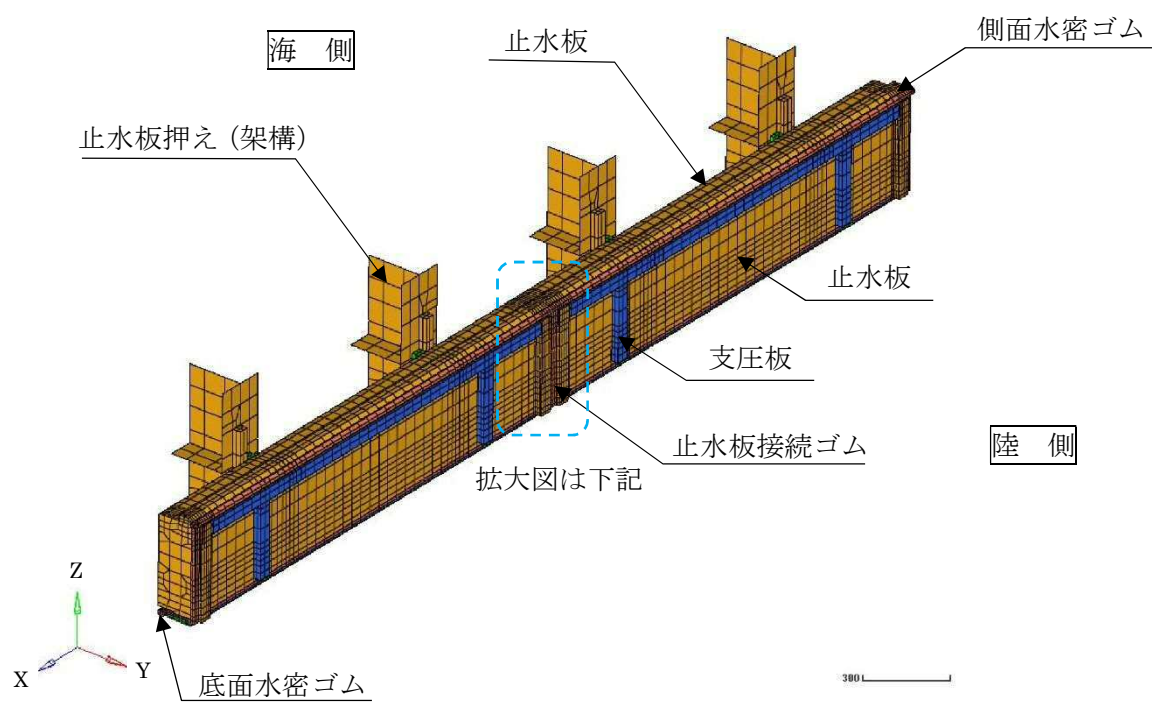 海 側
止水板
側面水密ゴム
止水板押え（架構）
止水板
支圧板
止水板接続ゴム
陸 側
拡大図は下記
Z
X
Y
底面水密ゴム
300